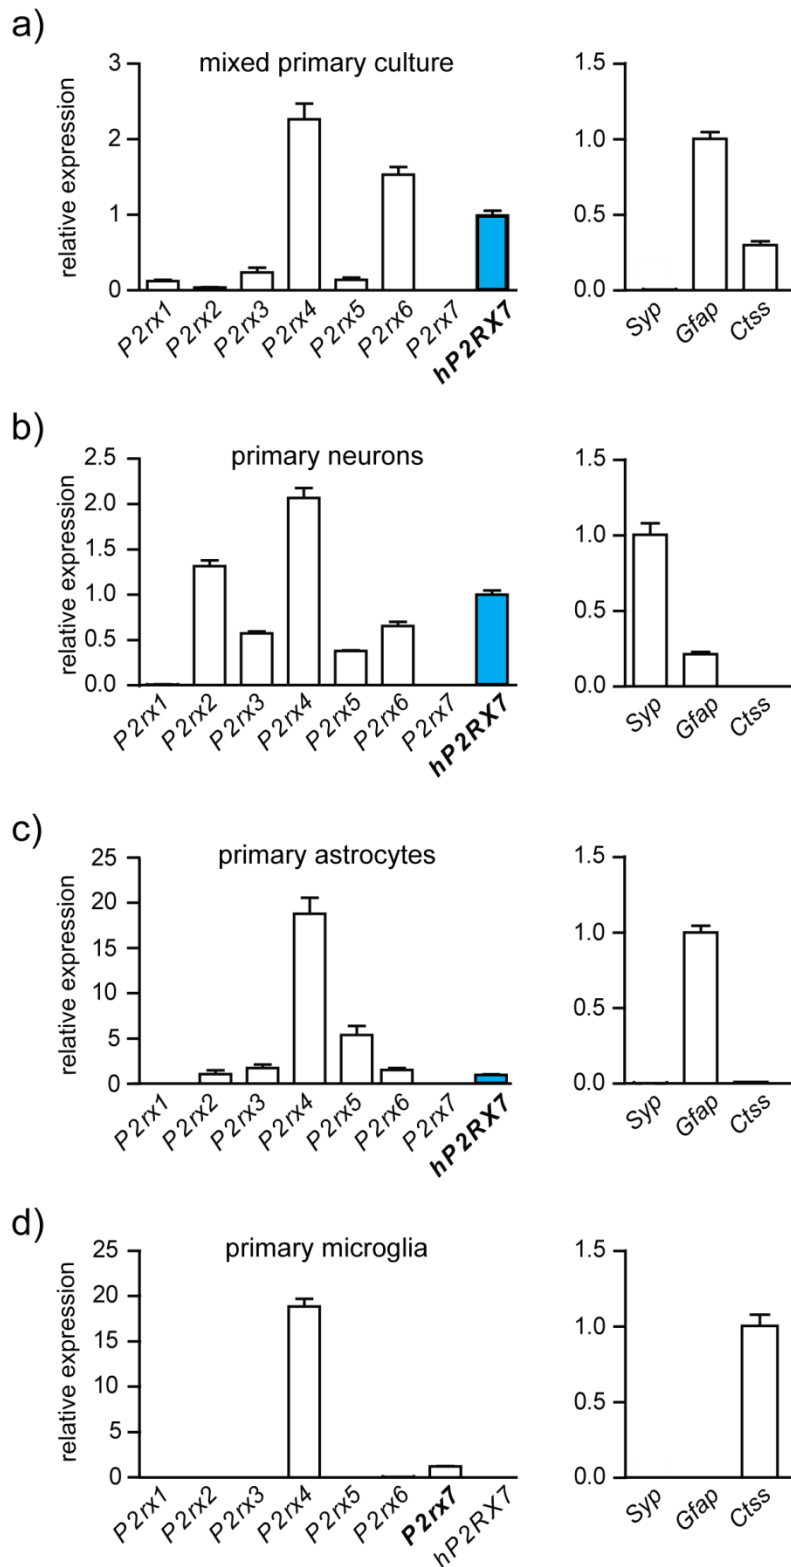 a)
mixed primary culture
relative expression
3
2
1
0
P2rx1 P2rx2 P2rx3 P2rx4 P2rx5 P2rx6 P2rx7 hP2RX7
1.5
1.0
0.5
0.0
Syp Gfap Ctss
b)
primary neurons
relative expression
2.5
2.0
1.5
1.0
0.5
0.0
P2rx1 P2rx2 P2rx3 P2rx4 P2rx5 P2rx6 P2rx7 hP2RX7
1.5
1.0
0.5
0.0
Syp Gfap Ctss
c)
primary astrocytes
relative expression
25
20
15
10
5
0
P2rx1 P2rx2 P2rx3 P2rx4 P2rx5 P2rx6 P2rx7 hP2RX7
1.5
1.0
0.5
0.0
Syp Gfap Ctss
d)
primary microglia
relative expression
25
20
15
10
5
0
P2rx1 P2rx2 P2rx3 P2rx4 P2rx5 P2rx6 P2rx7 hP2RX7
1.5
1.0
0.5
0.0
Syp Gfap Ctss